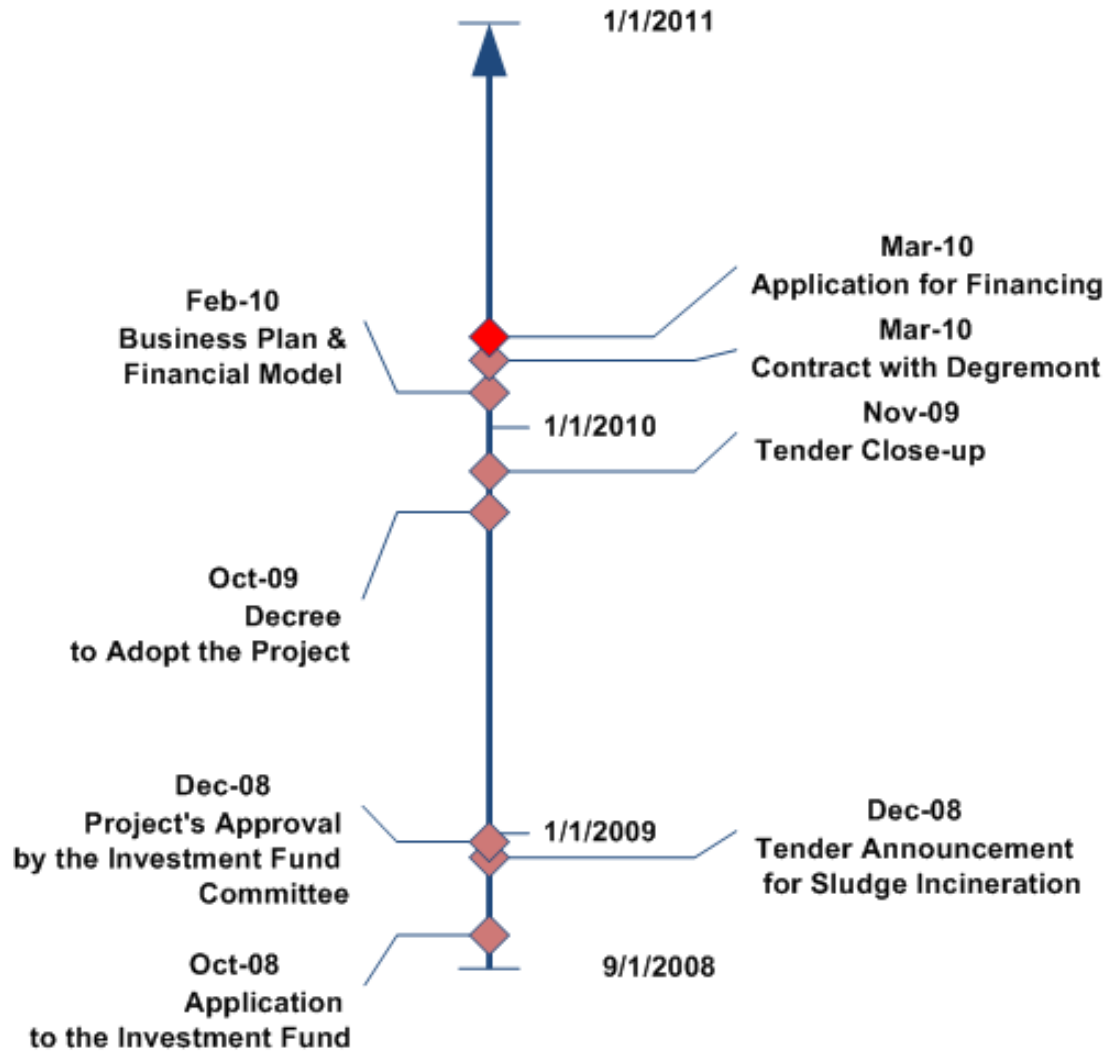 1/1/2011
Mar-10
Application for Financing
Feb-10
Business Plan &
Financial Model
Mar-10
Contract with Degremont
1/1/2010
Nov-09
Tender Close-up
Oct-09
Decree
to Adopt the Project
Dec-08
Project's Approval
by the Investment Fund
Committee
1/1/2009
Dec-08
Tender Announcement
for Sludge Incineration
9/1/2008
Oct-08
Application
to the Investment Fund